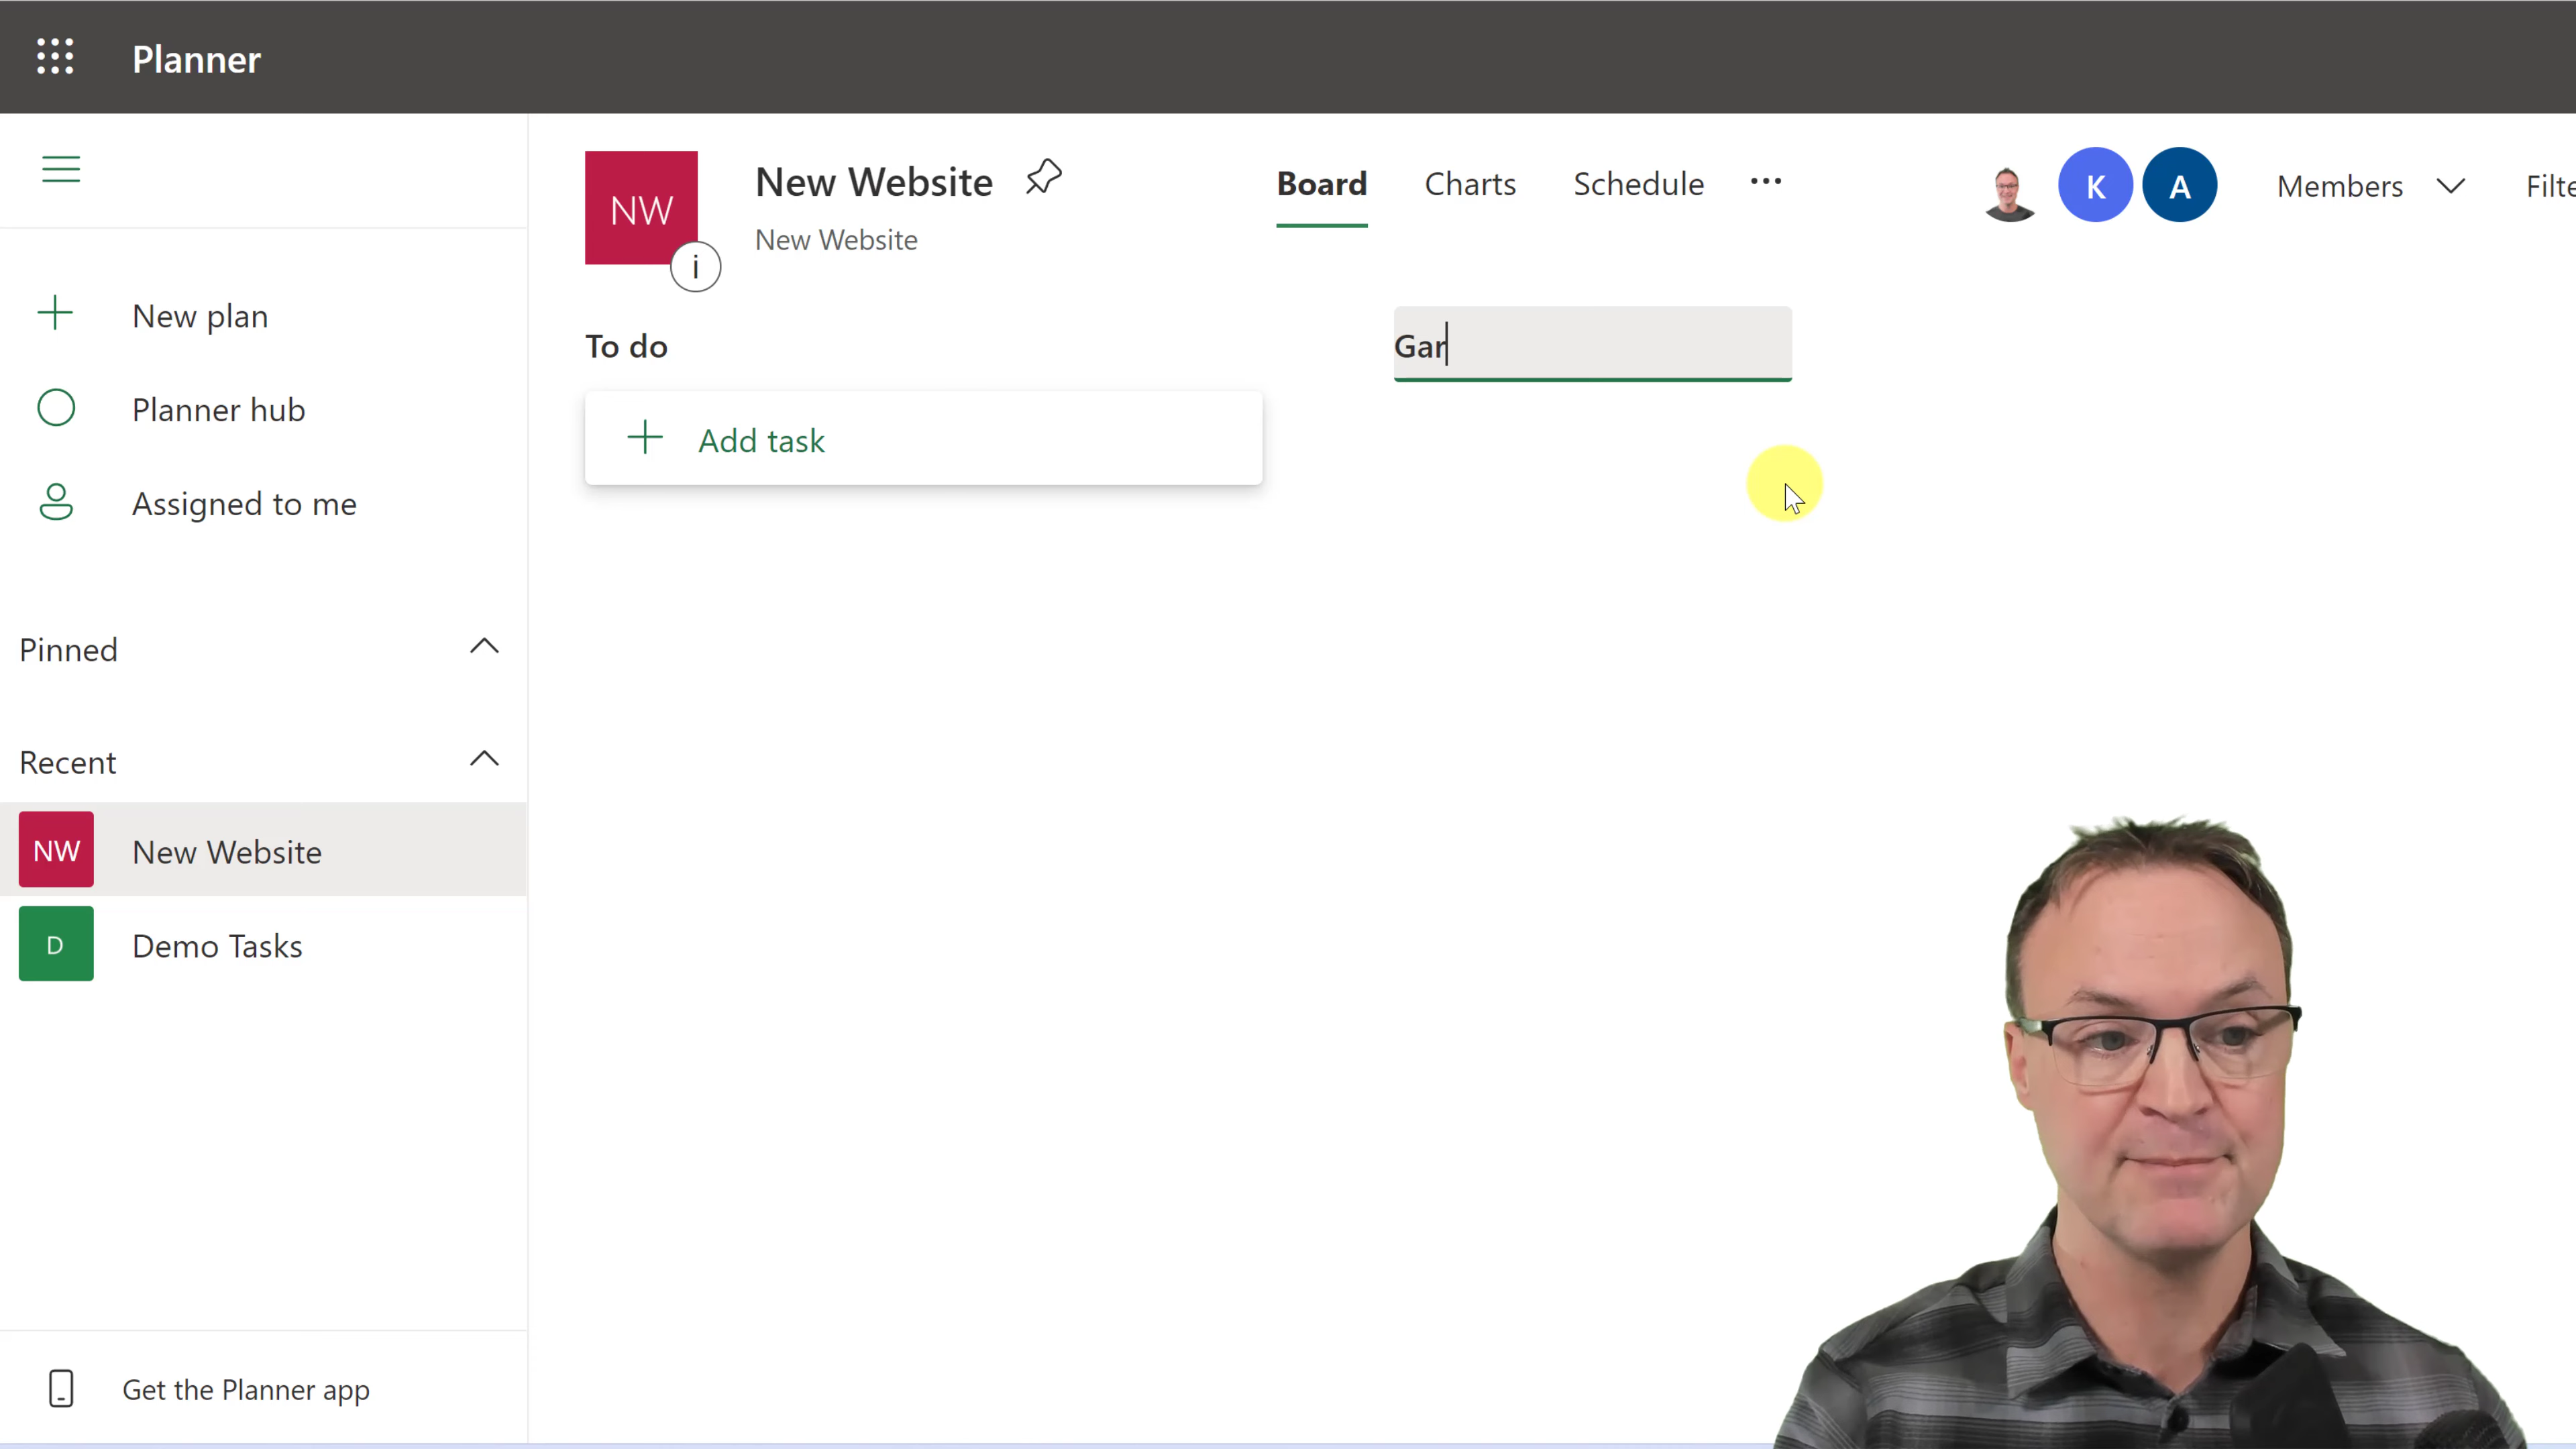 Planner
NW
i
New Website
New Website
Board
Charts
Schedule
K
A
Members
Filte
New plan
Planner hub
Assigned to me
Pinned
Recent
NW
New Website
D
Demo Tasks
Get the Planner app
To do
Add task
Gar